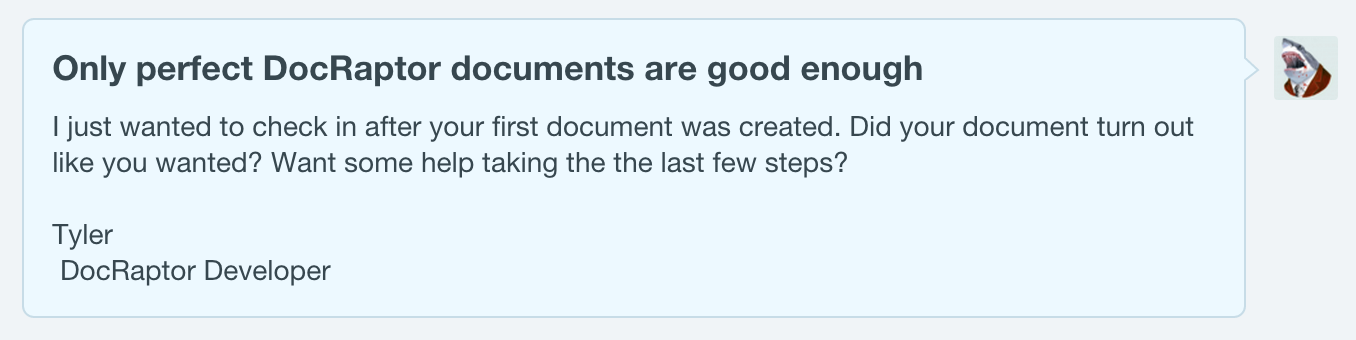 Only perfect DocRaptor documents are good enough
I just wanted to check in after your first document was created. Did your document turn out
like you wanted? Want some help taking the the last few steps?
Tyler
DocRaptor Developer